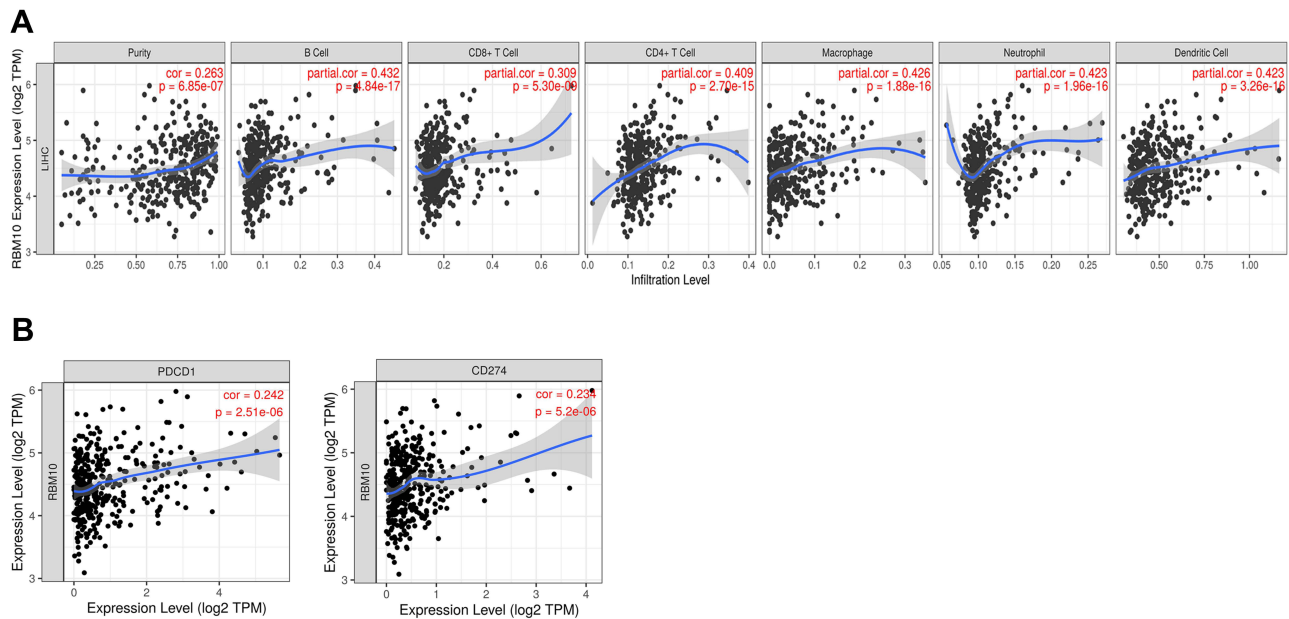 A
Purity
B Cell
CD8+ T Cell
CD4+ T Cell
Macrophage
Neutrophil
Dendritic Cell
RBM10 Expression Level (log2 TPM)
LIHC
cor = 0.263
p = 6.85e-07
partial.cor = 0.432
p = 4.84e-17
partial.cor = 0.309
p = 5.30e-09
partial.cor = 0.409
p = 2.70e-15
partial.cor = 0.426
p = 1.88e-16
partial.cor = 0.423
p = 1.96e-16
partial.cor = 0.423
p = 3.26e-16
6
5
4
3
0.25 0.50 0.75 1.00
0.1 0.2 0.3 0.4
0.2 0.4 0.6
0.0 0.1 0.2 0.3 0.4
0.0 0.1 0.2 0.3
0.05 0.10 0.15 0.20 0.25
0.50 0.75 1.00
Infiltration Level
B
PDCD1
Expression Level (log2 TPM)
RBM10
cor = 0.242
p = 2.51e-06
6
5
4
3
0 2 4
Expression Level (log2 TPM)
CD274
Expression Level (log2 TPM)
RBM10
cor = 0.234
p = 5.2e-06
6
5
4
3
0 1 2 3 4
Expression Level (log2 TPM)